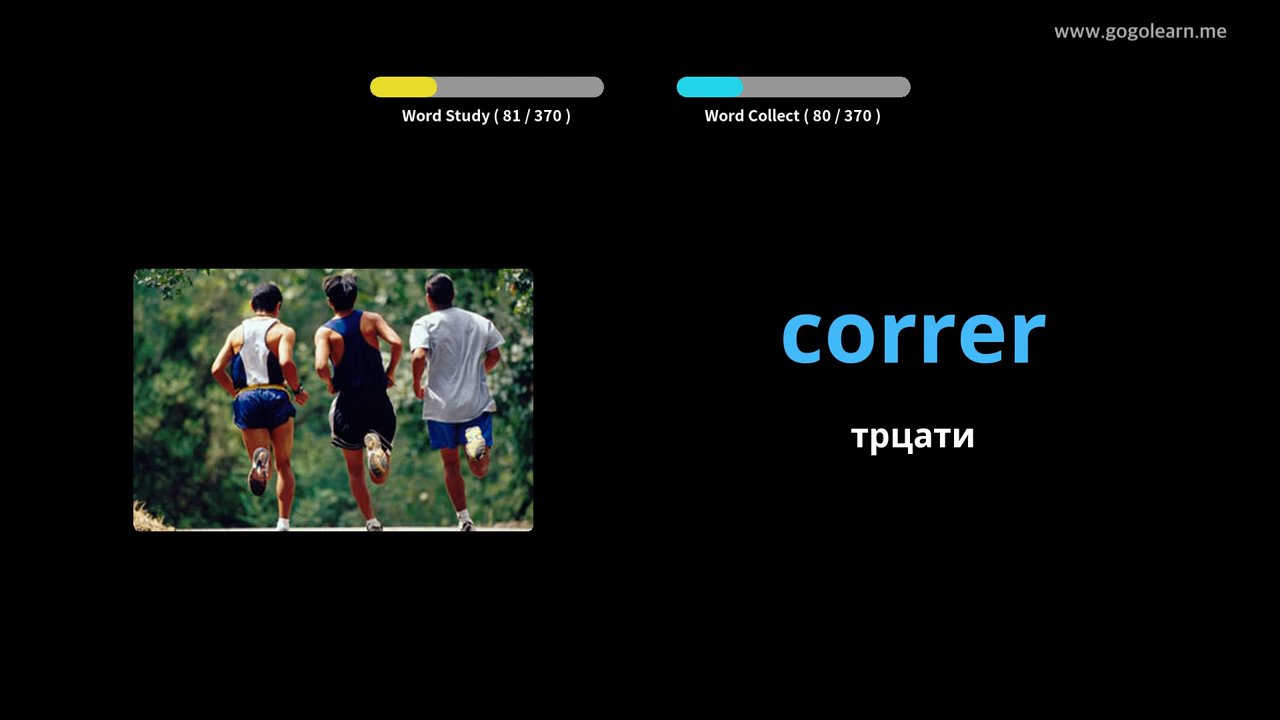 www.gogolearn.me
Word Study ( 81 / 370 )
Word Collect ( 80 / 370 )
correr
трцати